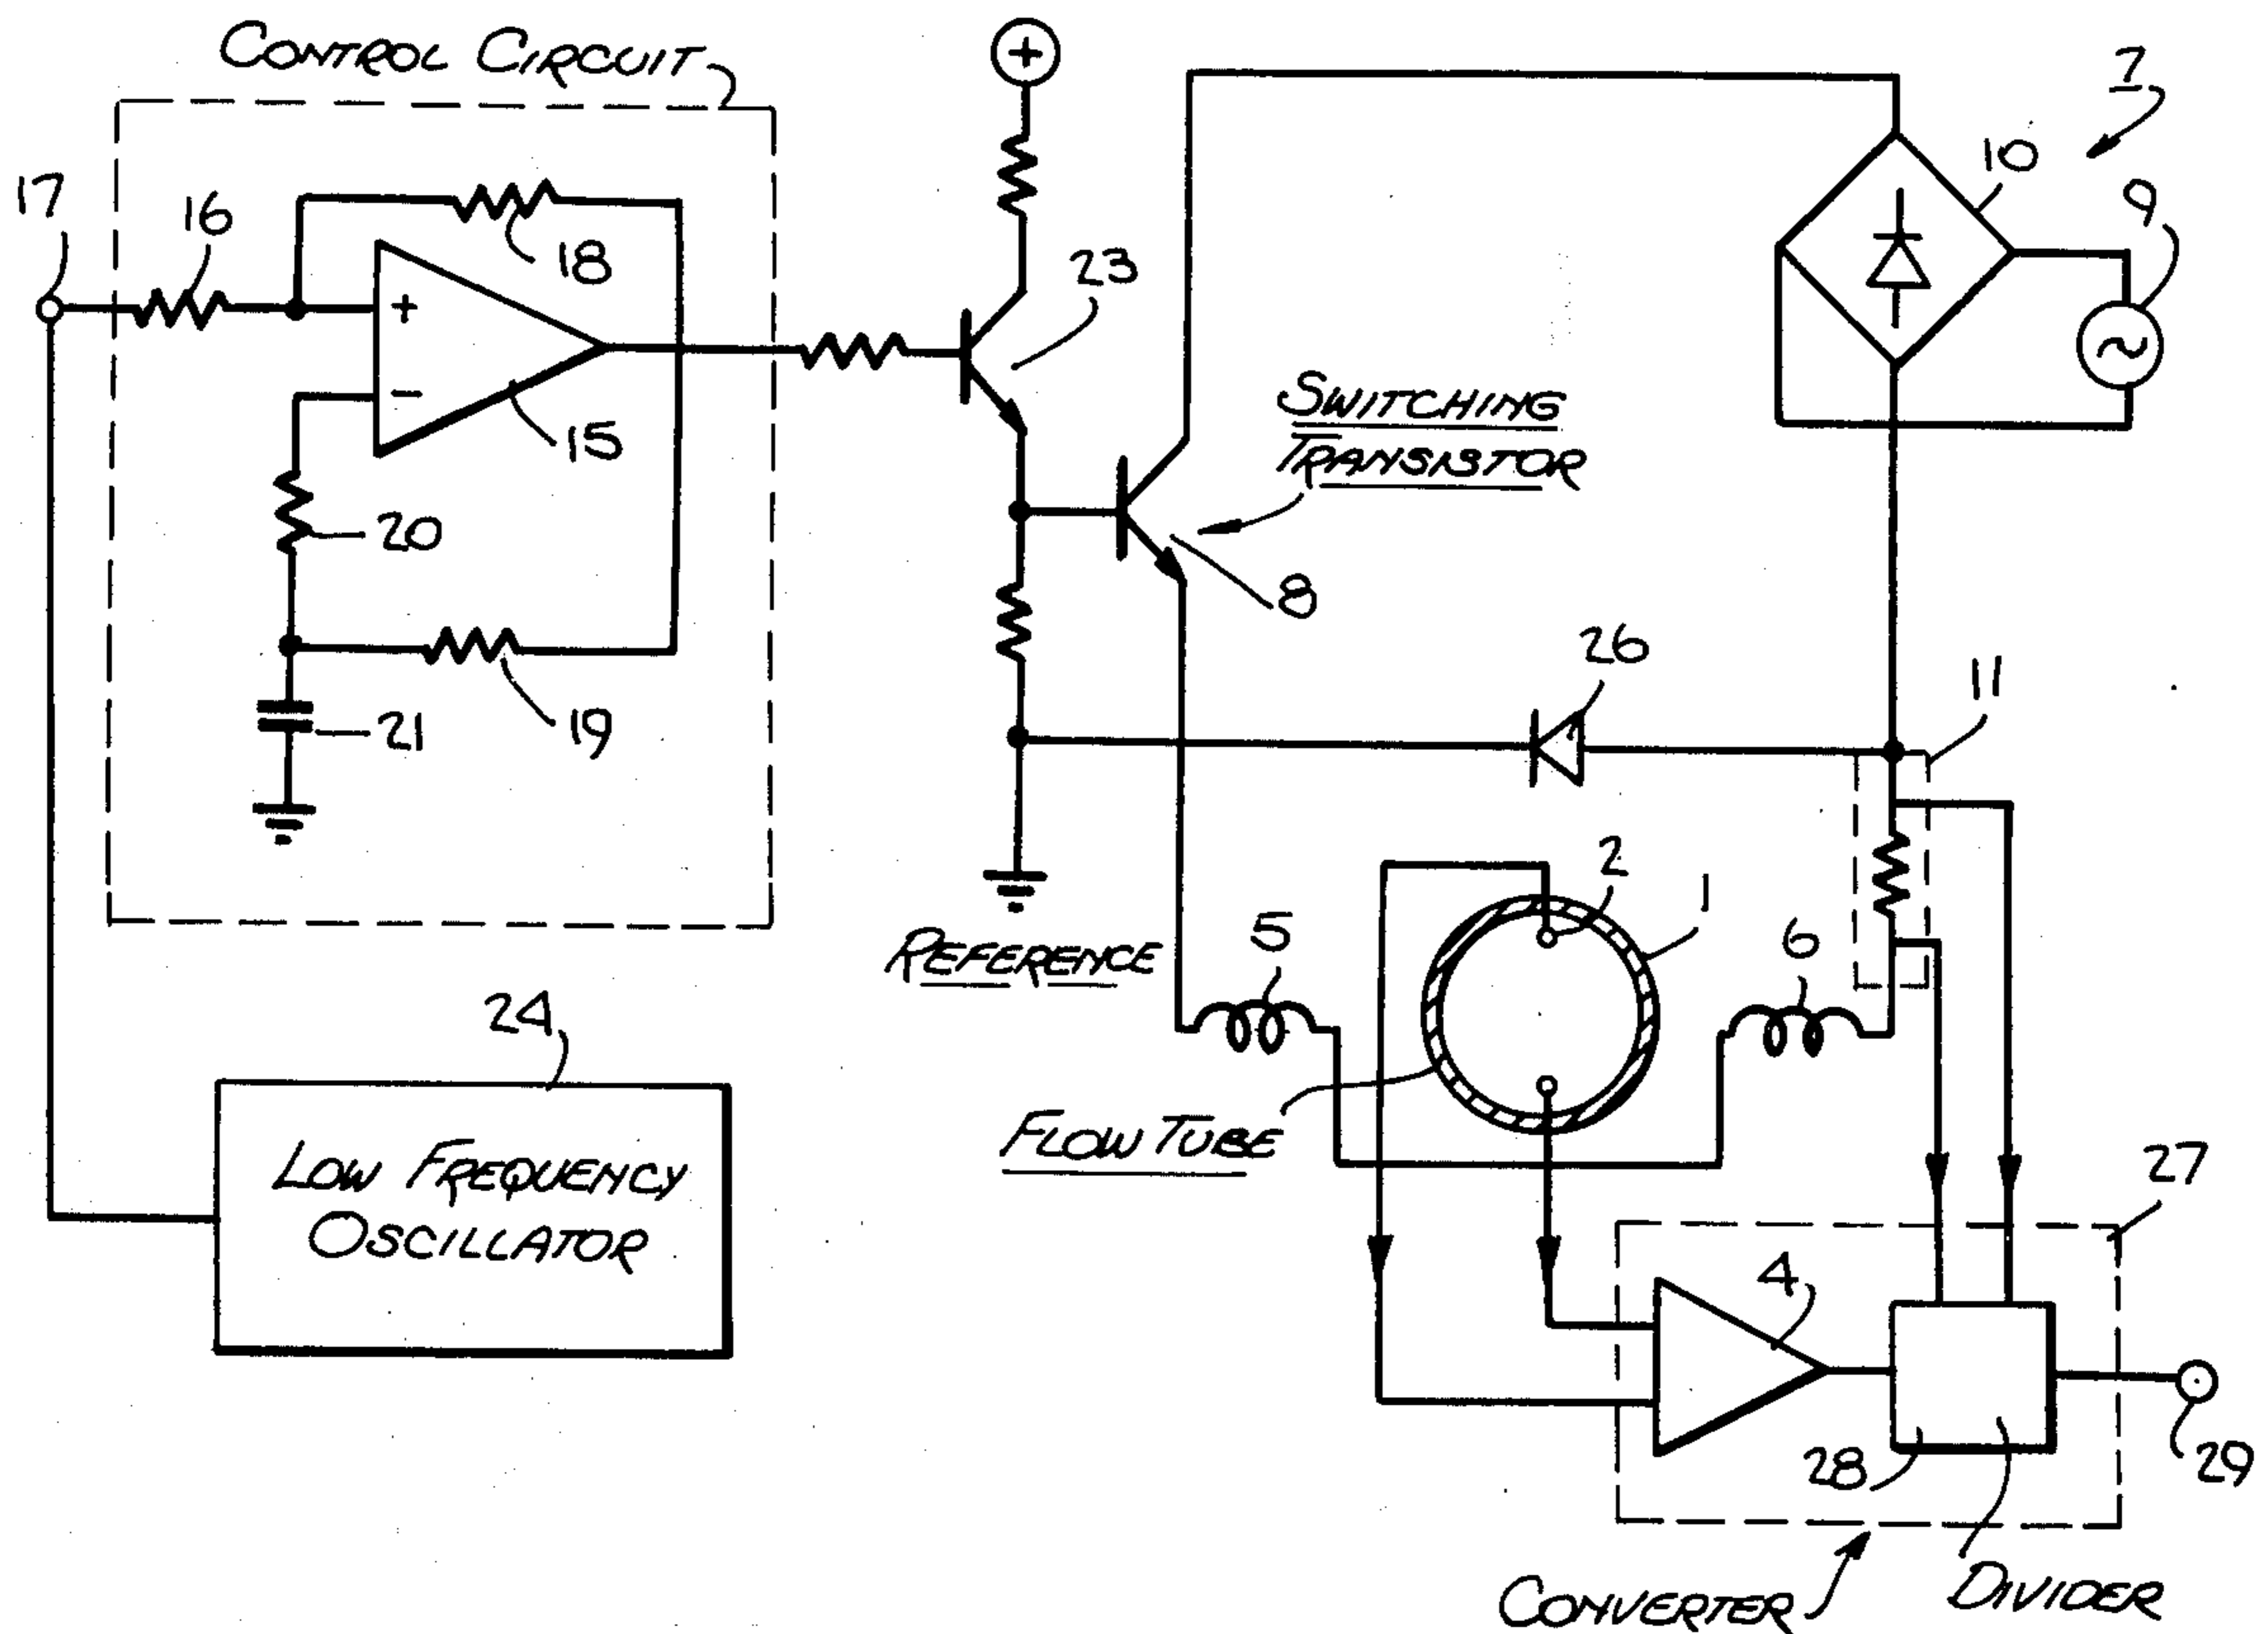 CONTROL CIRCUIT
+
7
10
9
17
16
18
+
23
-
15
SWITCHING
TRANSISTOR
20
8
26
11
21
19
2
1
REFERENCE
5
6
24
FLOW TUBE
LOW FREQUENCY
OSCILLATOR
27
4
28
29
CONVERTER
DIVIDER